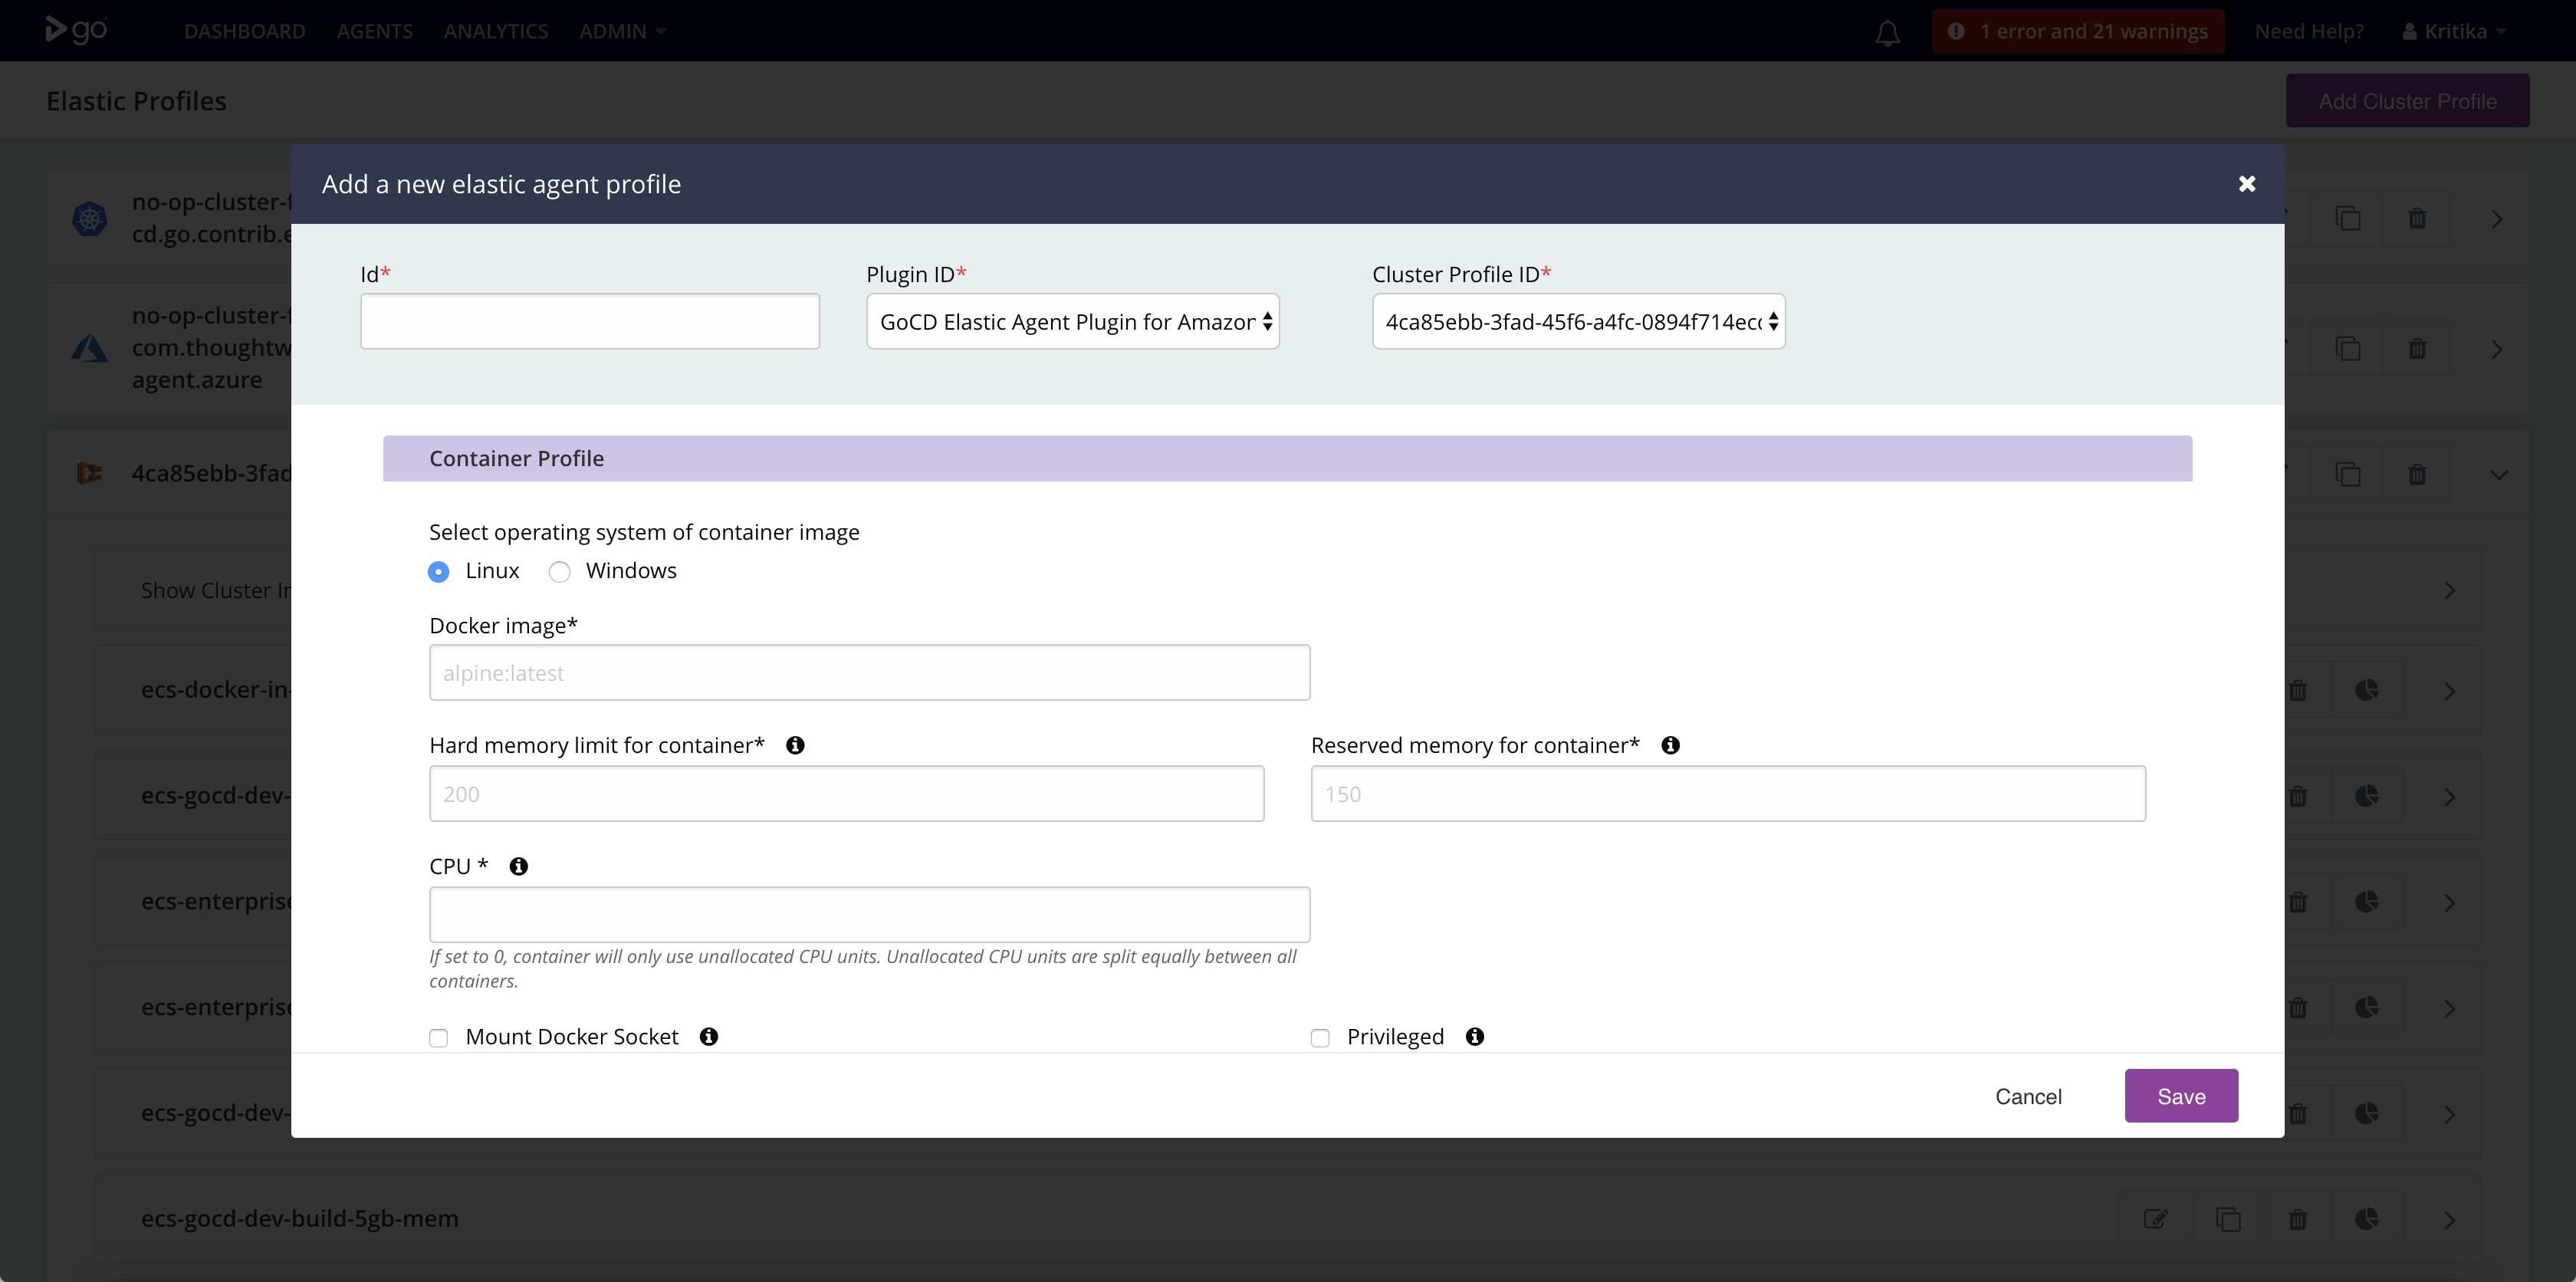 go
DASHBOARD AGENTS ANALYTICS ADMIN
1 error and 21 warnings
Need Help?
Kritika
Elastic Profiles
Add Cluster Profile
Add a new elastic agent profile
no-op-cluster-f
cd.go.contrib.e
no-op-cluster-f
com.thoughtw
agent.azure
4ca85ebb-3fad
Show Cluster In
ecs-docker-in-
ecs-gocd-dev-
ecs-enterprise
ecs-enterprise
ecs-gocd-dev-
ecs-gocd-dev-build-5gb-mem
Id* Plugin ID* Cluster Profile ID*
GoCD Elastic Agent Plugin for Amazon 4ca85ebb-3fad-45f6-a4fc-0894f714ecc
Container Profile
Select operating system of container image
Linux Windows
Docker image*
alpine:latest
Hard memory limit for container* Reserved memory for container*
200 150
CPU *
If set to 0, container will only use unallocated CPU units. Unallocated CPU units are split equally between all
containers.
Mount Docker Socket Privileged
Cancel Save